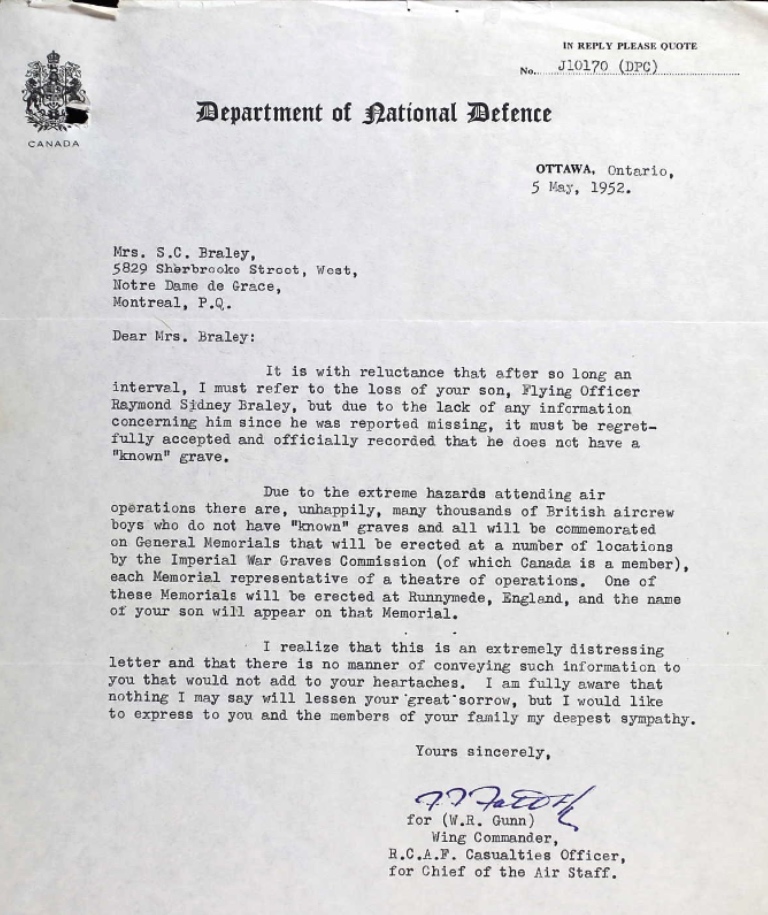 IN REPLY PLEASE QUOTE
No. J10170 (DPC)
CANADA
Department of National Defence
OTTAWA, Ontario,
5 May, 1952.
Mrs. S.C. Braley,
5829 Sherbrooke Street, West,
Notre Dame de Grace,
Montreal, P.Q.
Dear Mrs. Braley:
It is with reluctance that after so long an
interval, I must refer to the loss of your son, Flying Officer
Raymond Sidney Braley, but due to the lack of any information
concerning him since he was reported missing, it must be regret-
fully accepted and officially recorded that he does not have a
"known" grave.
Due to the extreme hazards attending air
operations there are, unhappily, many thousands of British aircrew
boys who do not have "known" graves and all will be commemorated
on General Memorials that will be erected at a number of locations
by the Imperial War Graves Commission (of which Canada is a member),
each Memorial representative of a theatre of operations. One of
these Memorials will be erected at Runnymede, England, and the name
of your son will appear on that Memorial.
I realize that this is an extremely distressing
letter and that there is no manner of conveying such information to
you that would not add to your heartaches. I am fully aware that
nothing I may say will lessen your great sorrow, but I would like
to express to you and the members of your family my deepest sympathy.
Yours sincerely,
for (W.R. Gunn)
Wing Commander,
R.C.A.F. Casualties Officer,
for Chief of the Air Staff.